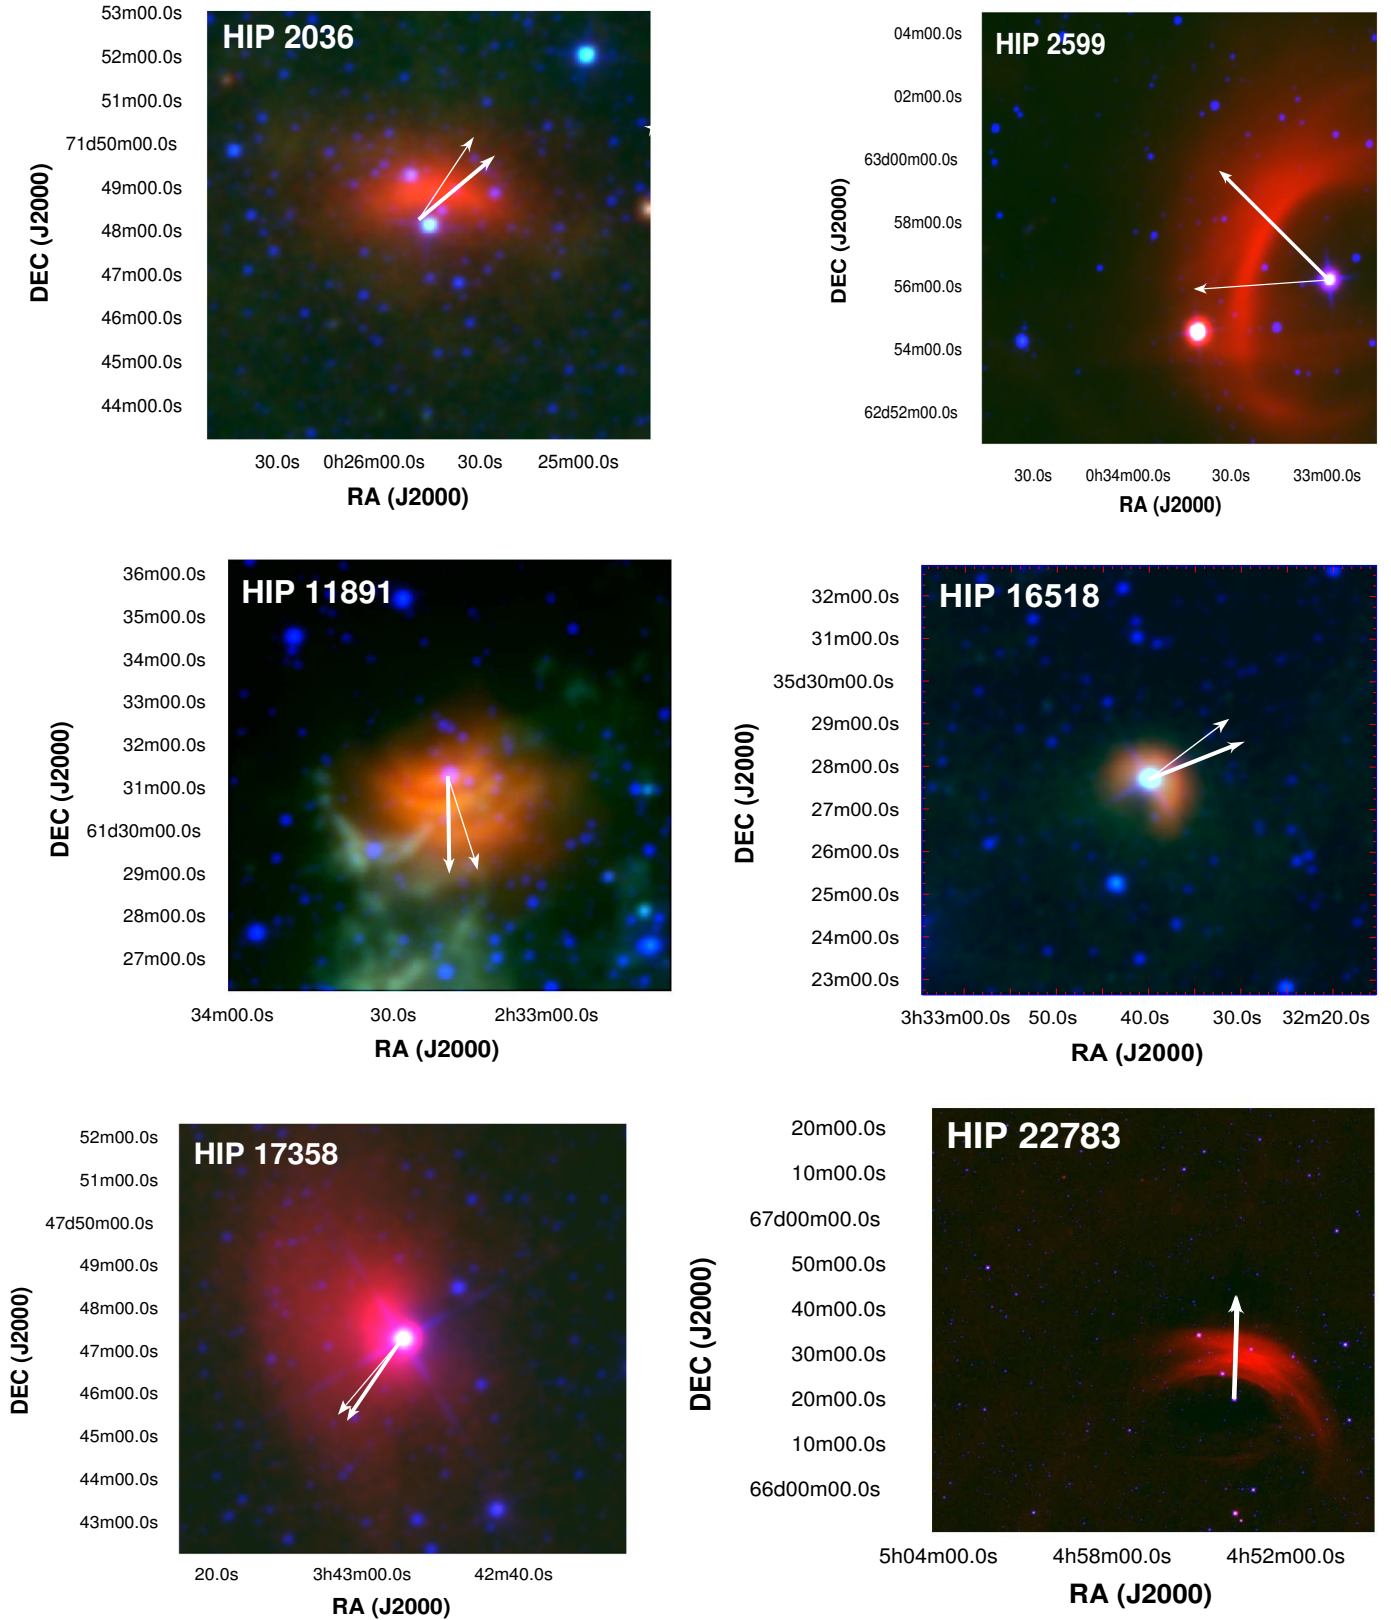 HIP 2036
53m00.0s
52m00.0s
51m00.0s
71d50m00.0s
49m00.0s
48m00.0s
47m00.0s
46m00.0s
45m00.0s
44m00.0s
DEC (J2000)
30.0s 0h26m00.0s 30.0s 25m00.0s
RA (J2000)
HIP 2599
04m00.0s
02m00.0s
63d00m00.0s
58m00.0s
56m00.0s
54m00.0s
62d52m00.0s
DEC (J2000)
30.0s 0h34m00.0s 30.0s 33m00.0s
RA (J2000)
HIP 11891
36m00.0s
35m00.0s
34m00.0s
33m00.0s
32m00.0s
31m00.0s
61d30m00.0s
29m00.0s
28m00.0s
27m00.0s
DEC (J2000)
34m00.0s 30.0s 2h33m00.0s
RA (J2000)
HIP 16518
32m00.0s
31m00.0s
35d30m00.0s
29m00.0s
28m00.0s
27m00.0s
26m00.0s
25m00.0s
24m00.0s
23m00.0s
DEC (J2000)
3h33m00.0s 50.0s 40.0s 30.0s 32m20.0s
RA (J2000)
HIP 17358
52m00.0s
51m00.0s
47d50m00.0s
49m00.0s
48m00.0s
47m00.0s
46m00.0s
45m00.0s
44m00.0s
43m00.0s
DEC (J2000)
20.0s 3h43m00.0s 42m40.0s
RA (J2000)
HIP 22783
20m00.0s
10m00.0s
67d00m00.0s
50m00.0s
40m00.0s
30m00.0s
20m00.0s
10m00.0s
66d00m00.0s
DEC (J2000)
5h04m00.0s 4h58m00.0s 4h52m00.0s
RA (J2000)